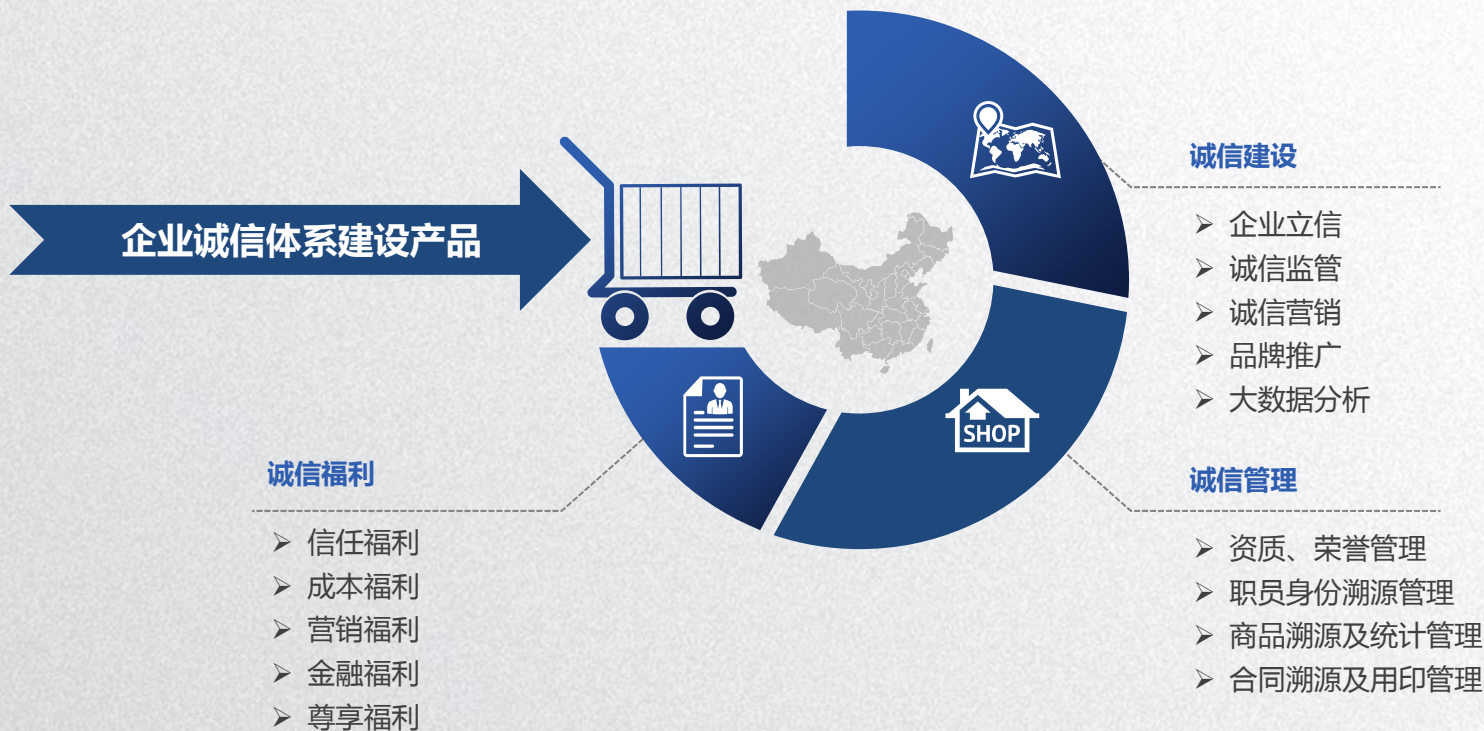 企业诚信体系建设产品
诚信建设
➢ 企业立信
➢ 诚信监管
➢ 诚信营销
➢ 品牌推广
➢ 大数据分析
SHOP
诚信管理
➢ 资质、荣誉管理
➢ 职员身份溯源管理
➢ 商品溯源及统计管理
➢ 合同溯源及用印管理
诚信福利
➢ 信任福利
➢ 成本福利
➢ 营销福利
➢ 金融福利
➢ 尊享福利